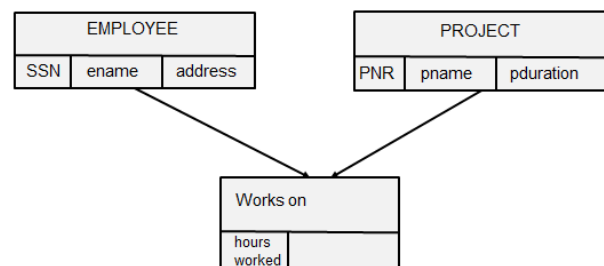 EMPLOYEE
SSN ename address
PROJECT
PNR pname pduration
Works on
hours
worked